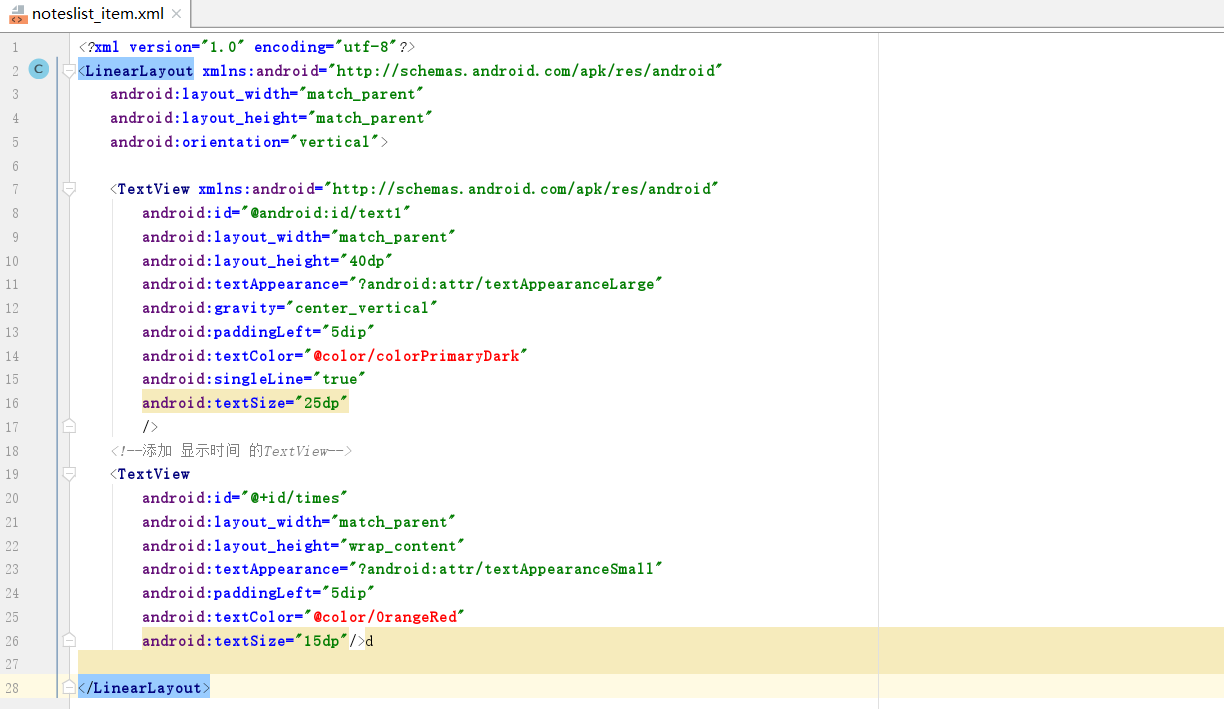 noteslist_item.xml
1 <?xml version="1.0" encoding="utf-8"?>
2 C <LinearLayout xmlns:android="http://schemas.android.com/apk/res/android"
3 android:layout_width="match_parent"
4 android:layout_height="match_parent"
5 android:orientation="vertical">
6
7 <TextView xmlns:android="http://schemas.android.com/apk/res/android"
8 android:id="@android:id/text1"
9 android:layout_width="match_parent"
10 android:layout_height="40dp"
11 android:textAppearance="?android:attr/textAppearanceLarge"
12 android:gravity="center_vertical"
13 android:paddingLeft="5dip"
14 android:textColor="@color/colorPrimaryDark"
15 android:singleLine="true"
16 android:textSize="25dp"
17 />
18 <!--添加 显示时间 的TextView-->
19 <TextView
20 android:id="@+id/times"
21 android:layout_width="match_parent"
22 android:layout_height="wrap_content"
23 android:textAppearance="?android:attr/textAppearanceSmall"
24 android:paddingLeft="5dip"
25 android:textColor="@color/OrangeRed"
26 android:textSize="15dp"/>d
27
28 </LinearLayout>